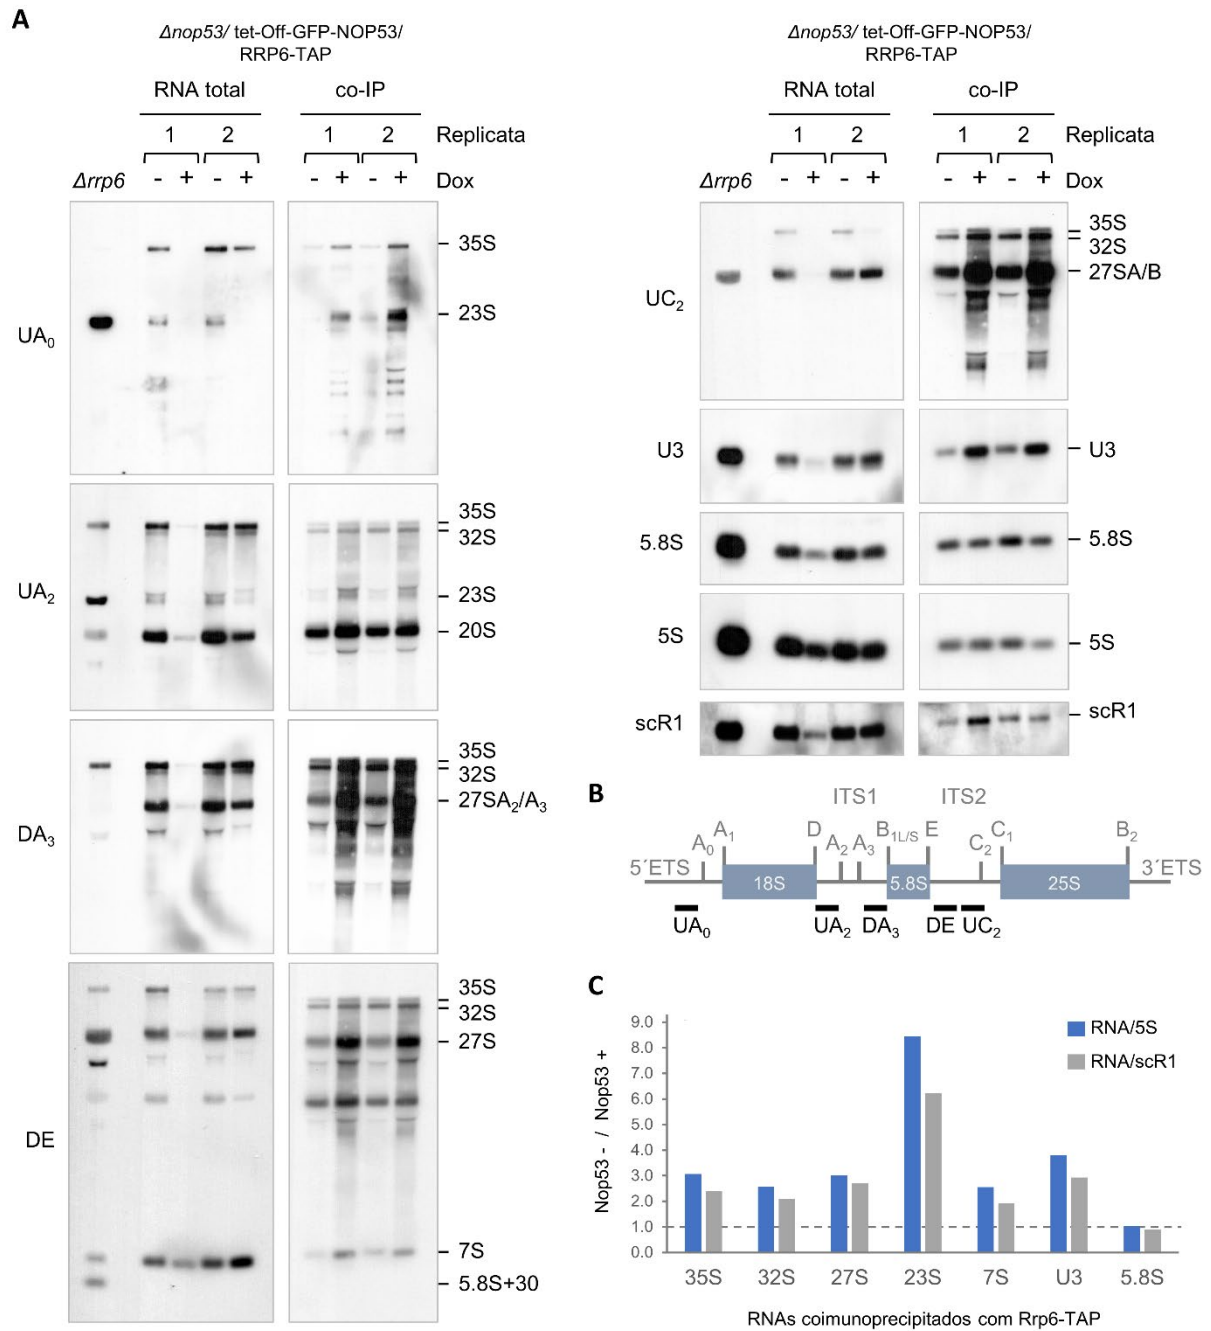 A
Δnop53/ tet-Off-GFP-NOP53/
RRP6-TAP
RNA total
co-IP
1
2
1
2
Replicata
Δrrp6
-
+
-
+
-
+
-
+
Dox
UA0
35S
23S
UA2
35S
32S
23S
20S
DA3
35S
32S
27SA2/A3
DE
35S
32S
27S
7S
5.8S+30
Δnop53/ tet-Off-GFP-NOP53/
RRP6-TAP
RNA total
co-IP
1
2
1
2
Replicata
Δrrp6
-
+
-
+
-
+
-
+
Dox
UC2
35S
32S
27SA/B
U3
U3
5.8S
5.8S
5S
5S
scR1
scR1
B
ITS1
ITS2
5´ETS
A0
A1
D
A2
A3
B1L/S
E
C2
C1
B2
3´ETS
18S
5.8S
25S
UA0
UA2
DA3
DE
UC2
C
Nop53 - / Nop53 +
9.0
8.0
7.0
6.0
5.0
4.0
3.0
2.0
1.0
0.0
RNA/5S
RNA/scR1
35S
32S
27S
23S
7S
U3
5.8S
RNAs coimunoprecipitados com Rrp6-TAP